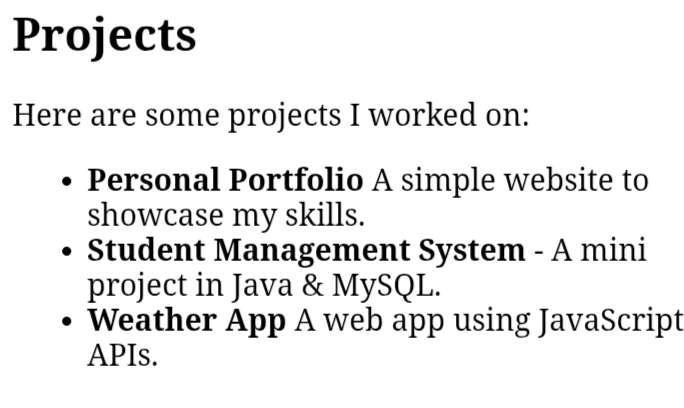 Projects
Here are some projects I worked on:
• Personal Portfolio A simple website to
showcase my skills.
• Student Management System - A mini
project in Java & MySQL.
• Weather App A web app using JavaScript
APIs.